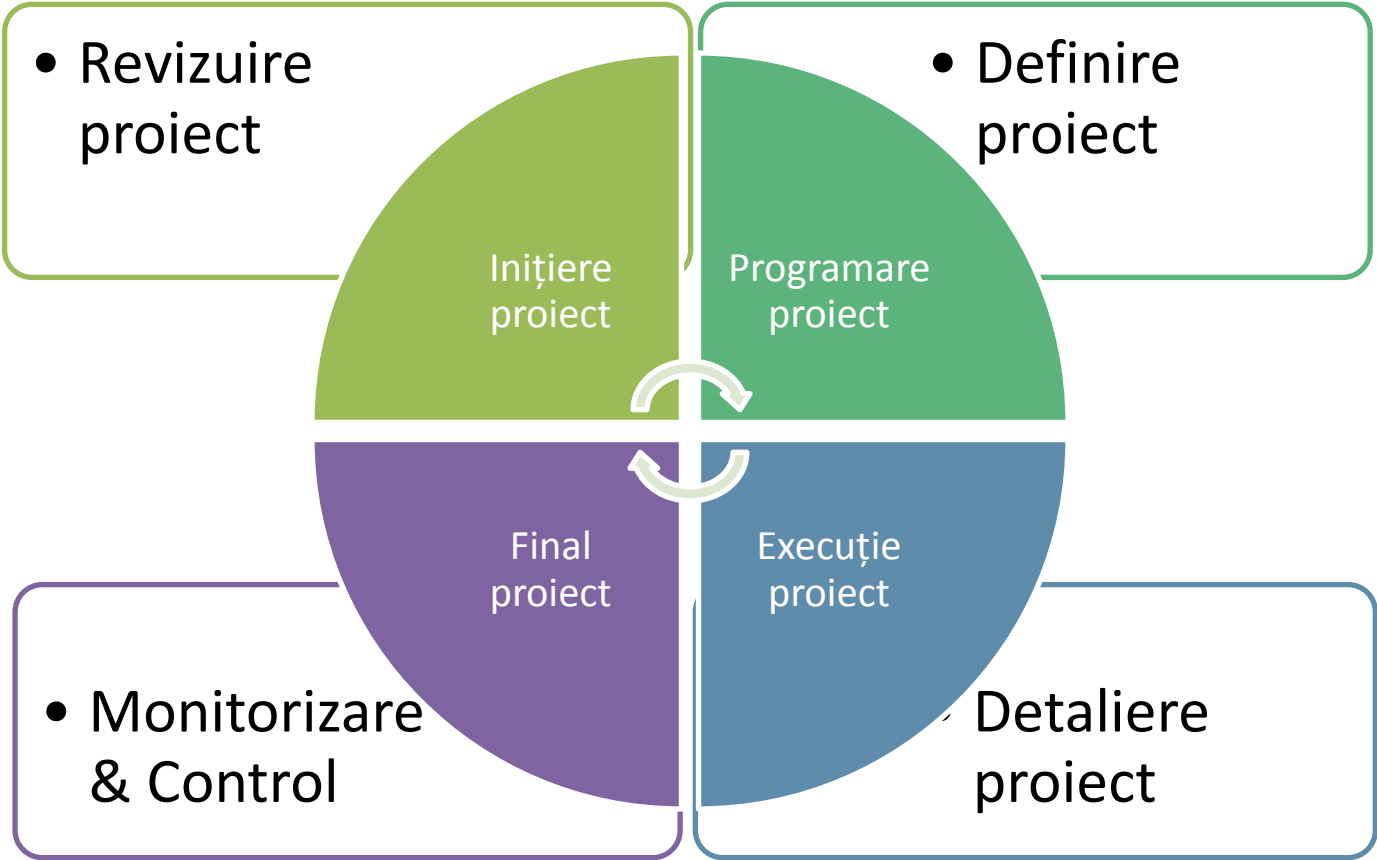 • Revizuire
proiect
• Definire
proiect
Inițiere
proiect
Programare
proiect
Final
proiect
Execuție
proiect
• Monitorizare
& Control
• Detaliere
proiect